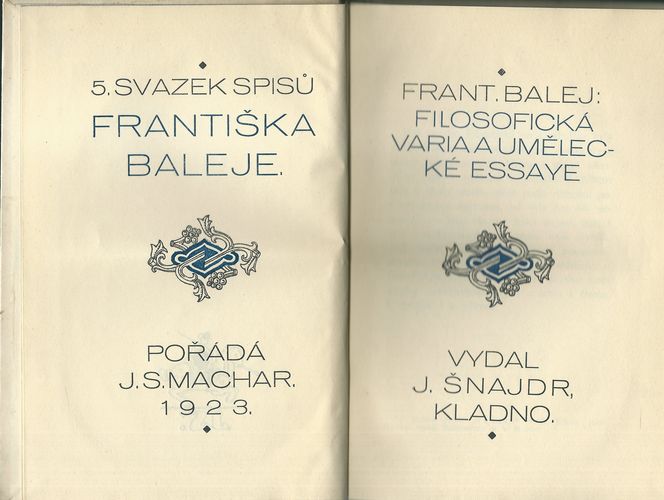 5. SVAZEK SPISŮ
FRANTIŠKA
BALEJE.
POŘÁDÁ
J. S. MACHAR.
1923.
FRANT. BALEJ:
FILOSOFICKÁ
VARIA A UMĚLEC-
KÉ ESSAYE
VYDAL
J. ŠNAJDR,
KLADNO.